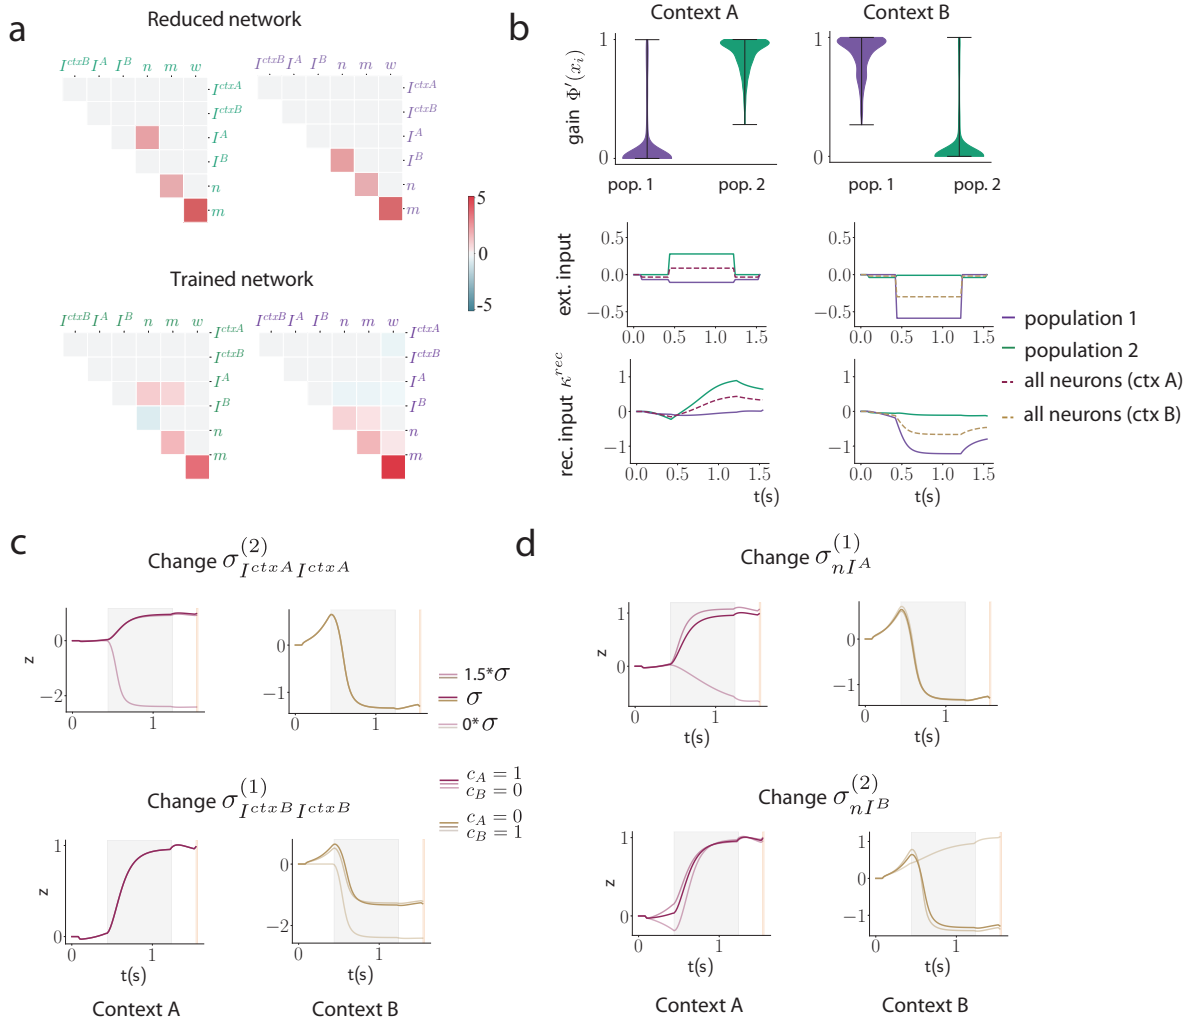 a
Reduced network
I^ctxB I^A I^B n m w
I^ctxA
I^ctxB
I^A
I^B
n
m
I^ctxB I^A I^B n m w
I^ctxA
I^ctxB
I^A
I^B
n
m
5
0
-5
Trained network
I^ctxB I^A I^B n m w
I^ctxA
I^ctxB
I^A
I^B
n
m
I^ctxB I^A I^B n m w
I^ctxA
I^ctxB
I^A
I^B
n
m
b
Context A
Context B
gain Φ′(x_i)
1
0
pop. 1
pop. 2
1
0
pop. 1
pop. 2
ext. input
0.5
0.0
−0.5
0.0 0.5 1.0 1.5
0.5
0.0
−0.5
0.0 0.5 1.0 1.5
rec. input κ^rec
1
0
−1
0.0 0.5 1.0 1.5
t(s)
1
0
−1
0.0 0.5 1.0 1.5
t(s)
population 1
population 2
all neurons (ctx A)
all neurons (ctx B)
c
Change σ^(2)_I^ctxA I^ctxA
z
0
−2
0 1
t(s)
0
−1
0 1
t(s)
1.5*σ
σ
0*σ
Change σ^(1)_I^ctxB I^ctxB
z
1
0
0 1
t(s)
0
−2
0 1
t(s)
c_A = 1
c_B = 0
c_A = 0
c_B = 1
Context A
Context B
d
Change σ^(1)_nI^A
z
1
0
0 1
t(s)
0
−1
0 1
t(s)
Change σ^(2)_nI^B
z
1
0
0 1
t(s)
1
0
−1
0 1
t(s)
Context A
Context B